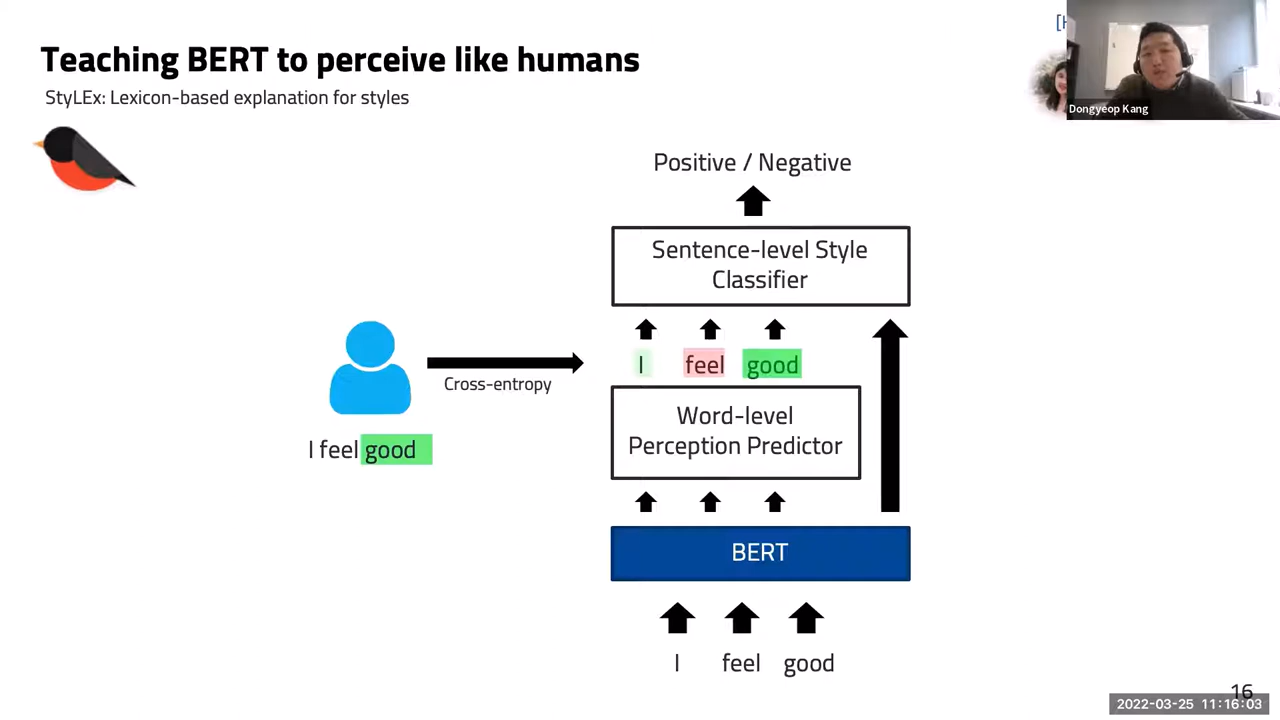 Teaching BERT to perceive like humans
StyLEx: Lexicon-based explanation for styles
[H
Dongyeop Kang
Positive / Negative
Sentence-level Style
Classifier
I feel good
Cross-entropy
I feel good
Word-level
Perception Predictor
BERT
I feel good
16
2022-03-25 11:16:03